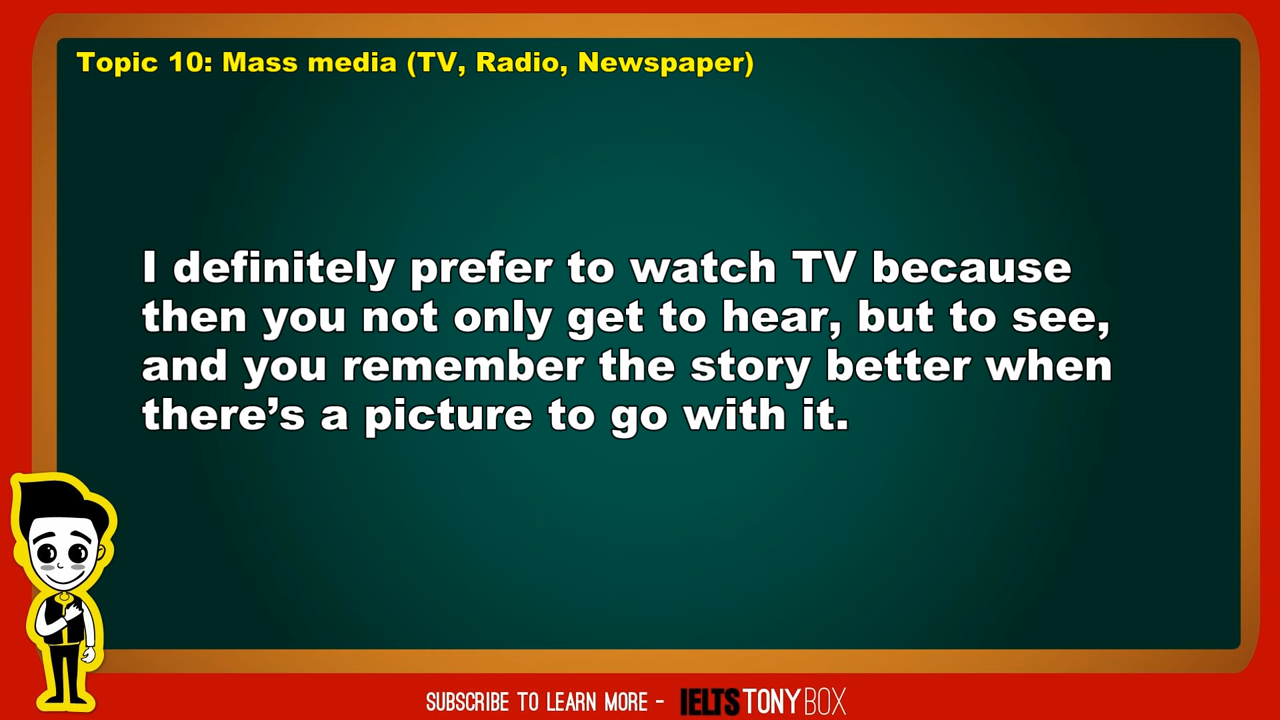 Topic 10: Mass media (TV, Radio, Newspaper)
I definitely prefer to watch TV because
then you not only get to hear, but to see,
and you remember the story better when
there’s a picture to go with it.
SUBSCRIBE TO LEARN MORE - IELTS TONY BOX